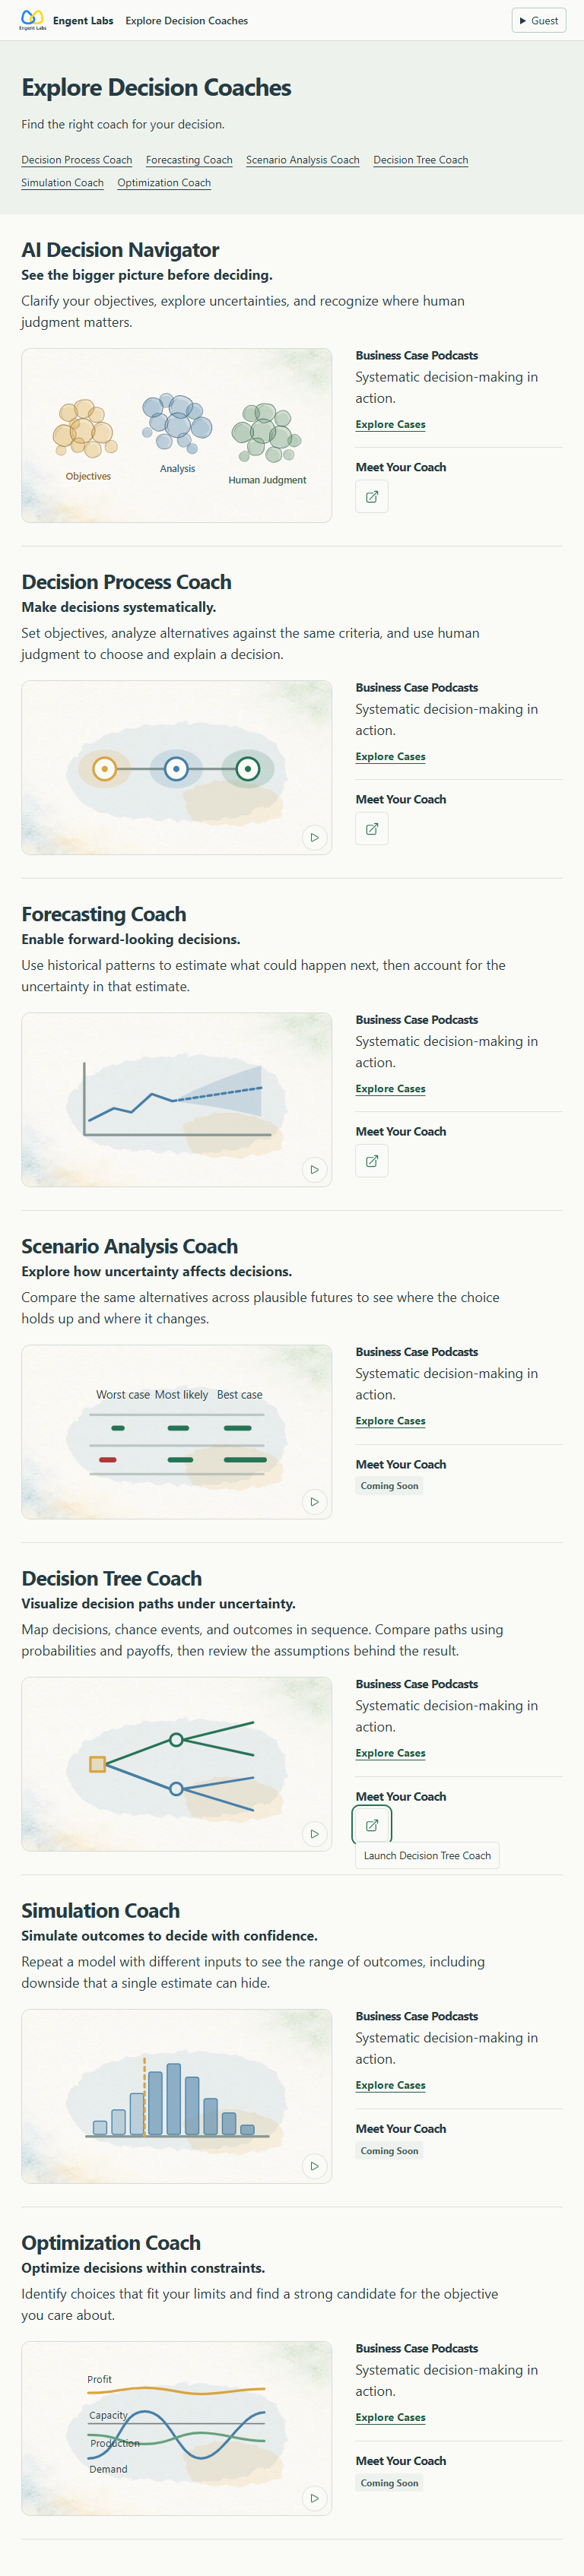 Engent Labs
Engent Labs Explore Decision Coaches
Guest
Explore Decision Coaches
Find the right coach for your decision.
Decision Process Coach Forecasting Coach Scenario Analysis Coach Decision Tree Coach
Simulation Coach Optimization Coach
AI Decision Navigator
See the bigger picture before deciding.
Clarify your objectives, explore uncertainties, and recognize where human
judgment matters.
Objectives
Analysis
Human Judgment
Business Case Podcasts
Systematic decision-making in
action.
Explore Cases
Meet Your Coach
Decision Process Coach
Make decisions systematically.
Set objectives, analyze alternatives against the same criteria, and use human
judgment to choose and explain a decision.
Business Case Podcasts
Systematic decision-making in
action.
Explore Cases
Meet Your Coach
Forecasting Coach
Enable forward-looking decisions.
Use historical patterns to estimate what could happen next, then account for the
uncertainty in that estimate.
Business Case Podcasts
Systematic decision-making in
action.
Explore Cases
Meet Your Coach
Scenario Analysis Coach
Explore how uncertainty affects decisions.
Compare the same alternatives across plausible futures to see where the choice
holds up and where it changes.
Worst case Most likely Best case
Business Case Podcasts
Systematic decision-making in
action.
Explore Cases
Meet Your Coach
Coming Soon
Decision Tree Coach
Visualize decision paths under uncertainty.
Map decisions, chance events, and outcomes in sequence. Compare paths using
probabilities and payoffs, then review the assumptions behind the result.
Business Case Podcasts
Systematic decision-making in
action.
Explore Cases
Meet Your Coach
Launch Decision Tree Coach
Simulation Coach
Simulate outcomes to decide with confidence.
Repeat a model with different inputs to see the range of outcomes, including
downside that a single estimate can hide.
Business Case Podcasts
Systematic decision-making in
action.
Explore Cases
Meet Your Coach
Coming Soon
Optimization Coach
Optimize decisions within constraints.
Identify choices that fit your limits and find a strong candidate for the objective
you care about.
Profit
Capacity
Production
Demand
Business Case Podcasts
Systematic decision-making in
action.
Explore Cases
Meet Your Coach
Coming Soon